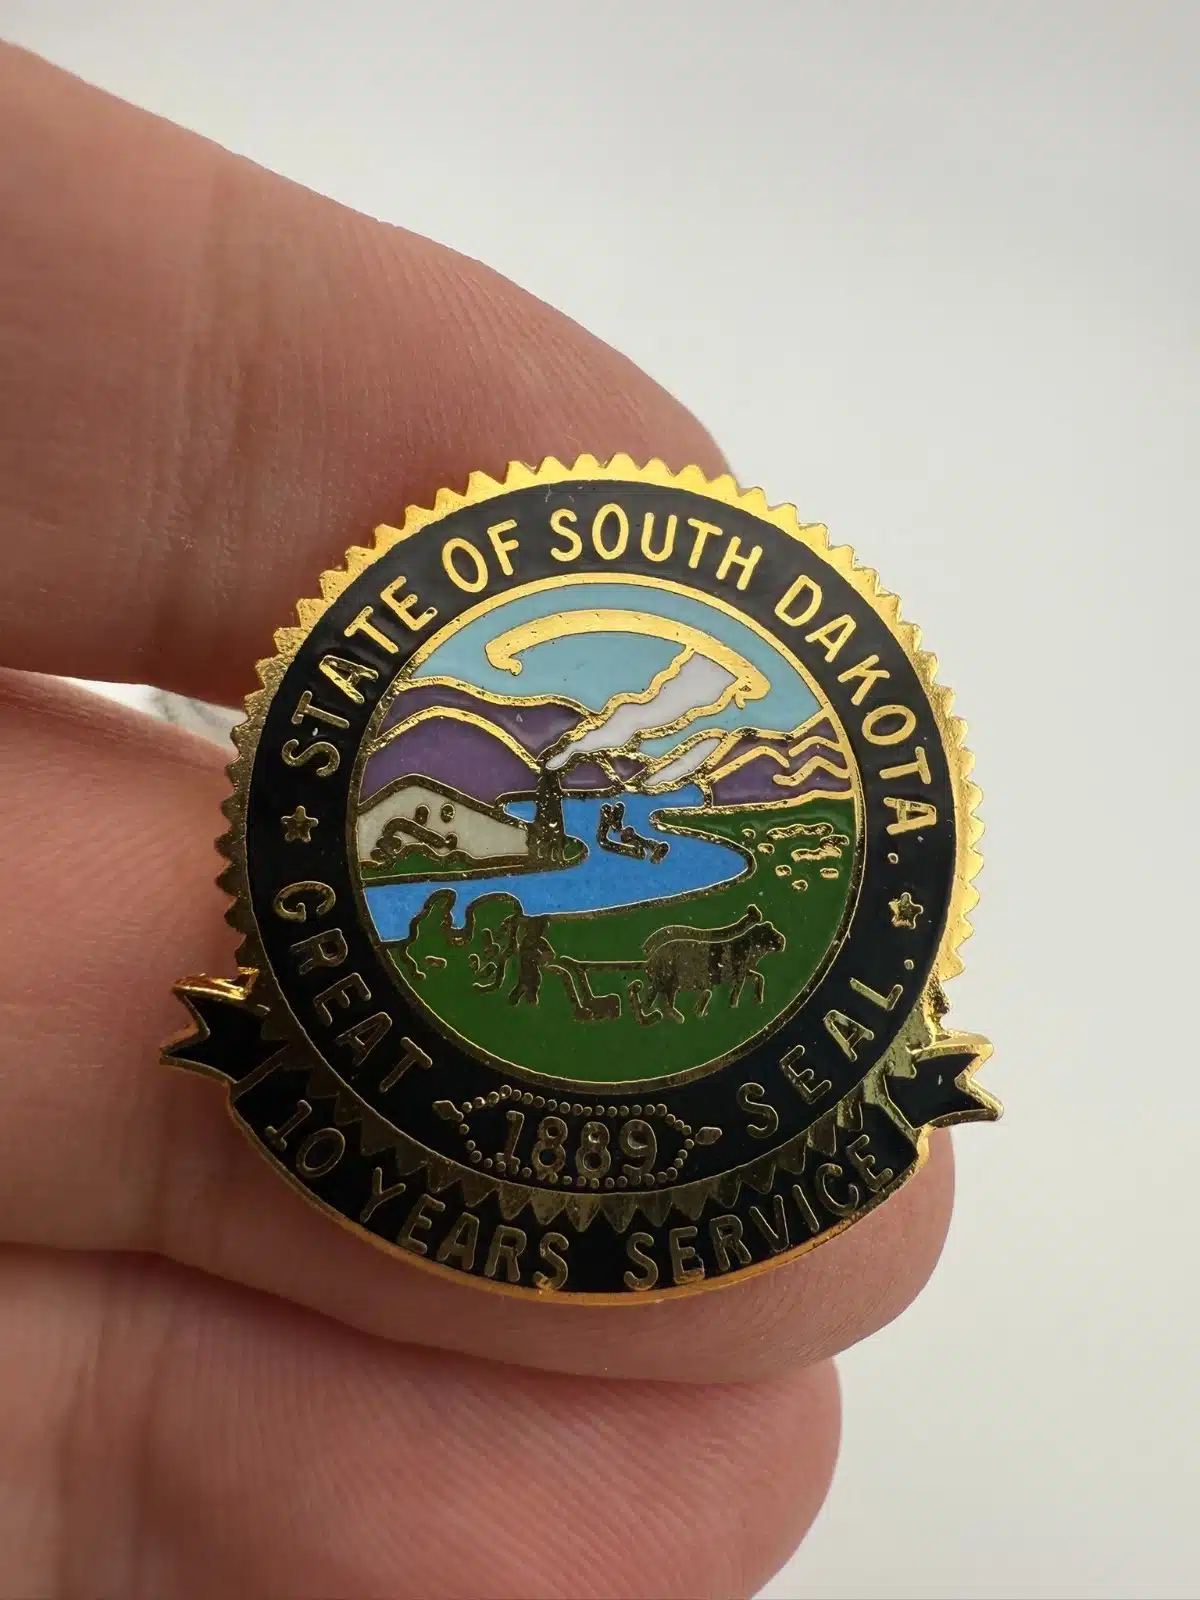 STATE OF SOUTH DAKOTA.
GREAT SEAL.
1889
10 YEARS SERVICE